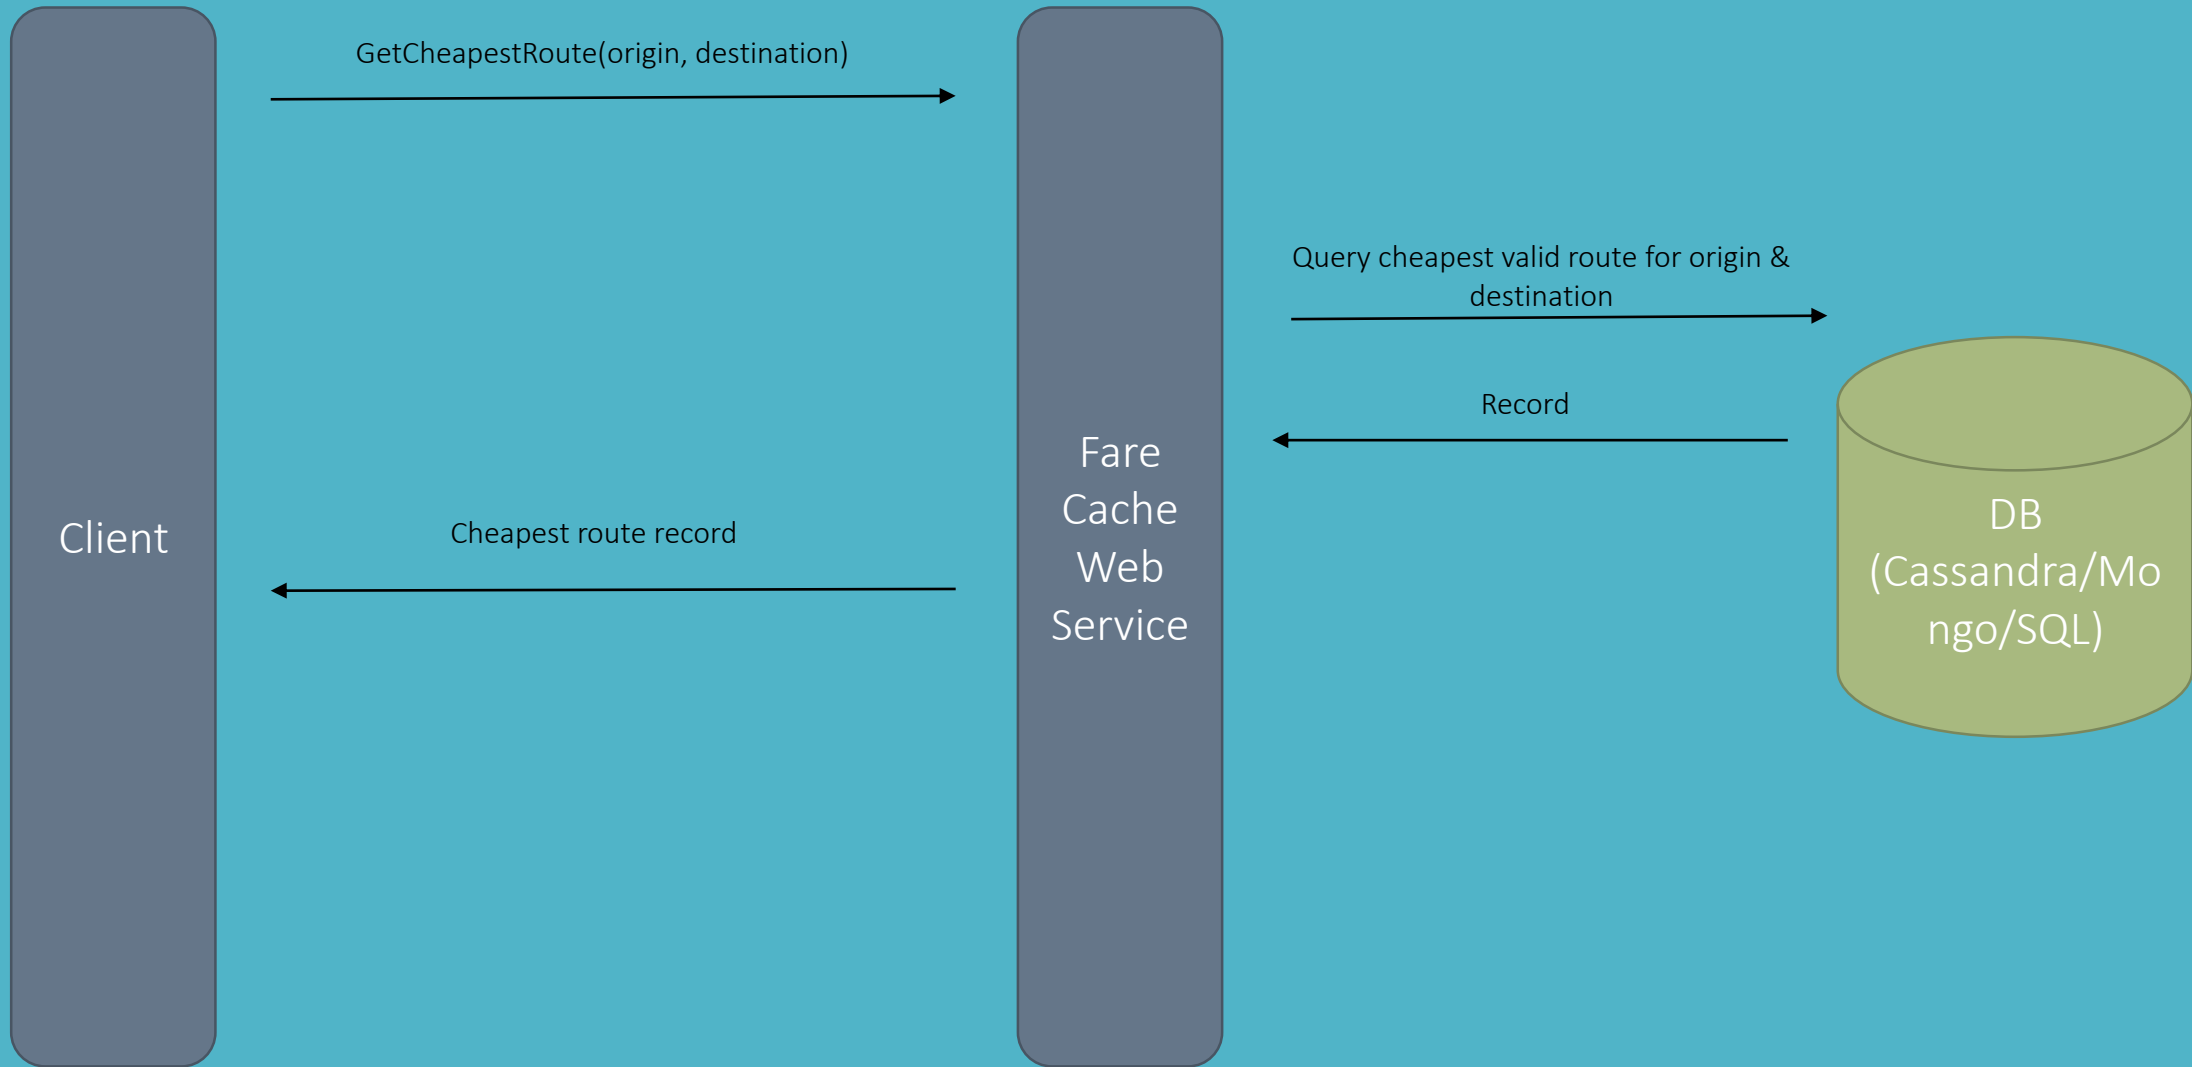 GetCheapestRoute(origin, destination)
Query cheapest valid route for origin &
destination
Record
Cheapest route record
Client
Fare
Cache
Web
Service
DB
(Cassandra/Mo
ngo/SQL)